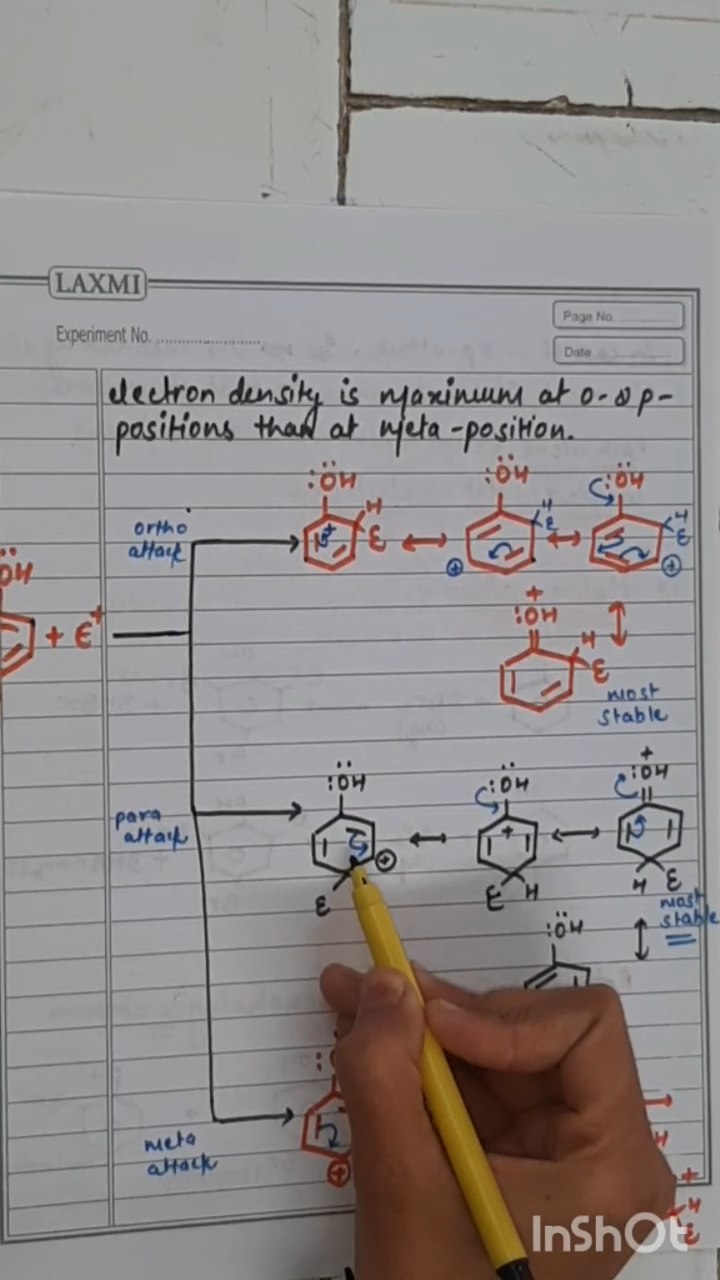 LAXMI
Page No.
Experiment No.
Date
electron density is maximum at o- & p-
positions than at meta-position.
:ÖH
:ÖH
:ÖH
H
H
H
ortho
attack
E
E
E
+
+
+
ÖH
+
:OH
+ E+
H
E
most
stable
+
:ÖH
:ÖH
:OH
para
attack
+
+
E
E H
H E
most
stable
:ÖH
meta
attack
+
H
+
H
E
InShOt